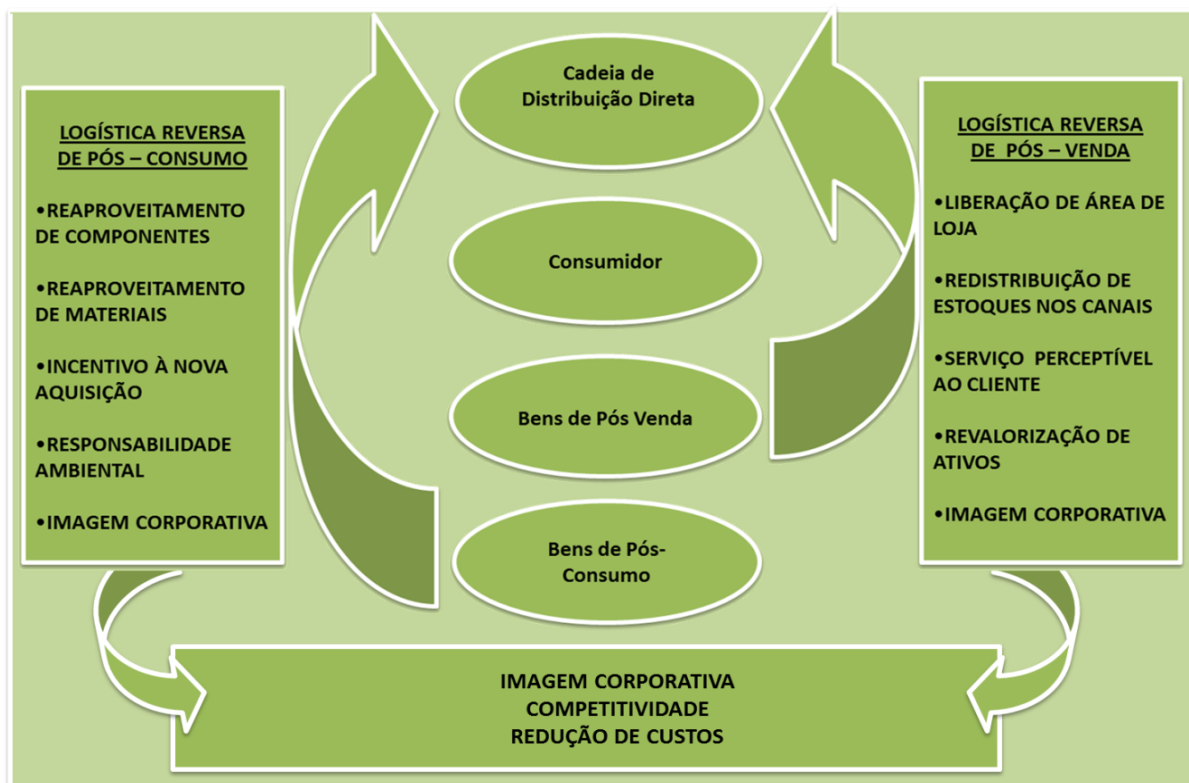 LOGÍSTICA REVERSA
DE PÓS – CONSUMO
•REAPROVEITAMENTO
DE COMPONENTES
•REAPROVEITAMENTO
DE MATERIAIS
•INCENTIVO À NOVA
AQUISIÇÃO
•RESPONSABILIDADE
AMBIENTAL
•IMAGEM CORPORATIVA
Cadeia de
Distribuição Direta
Consumidor
Bens de Pós Venda
Bens de Pós-
Consumo
LOGÍSTICA REVERSA
DE PÓS – VENDA
•LIBERAÇÃO DE ÁREA DE
LOJA
•REDISTRIBUIÇÃO DE
ESTOQUES NOS CANAIS
•SERVIÇO PERCEPTÍVEL
AO CLIENTE
•REVALORIZAÇÃO DE
ATIVOS
•IMAGEM CORPORATIVA
IMAGEM CORPORATIVA
COMPETITIVIDADE
REDUÇÃO DE CUSTOS